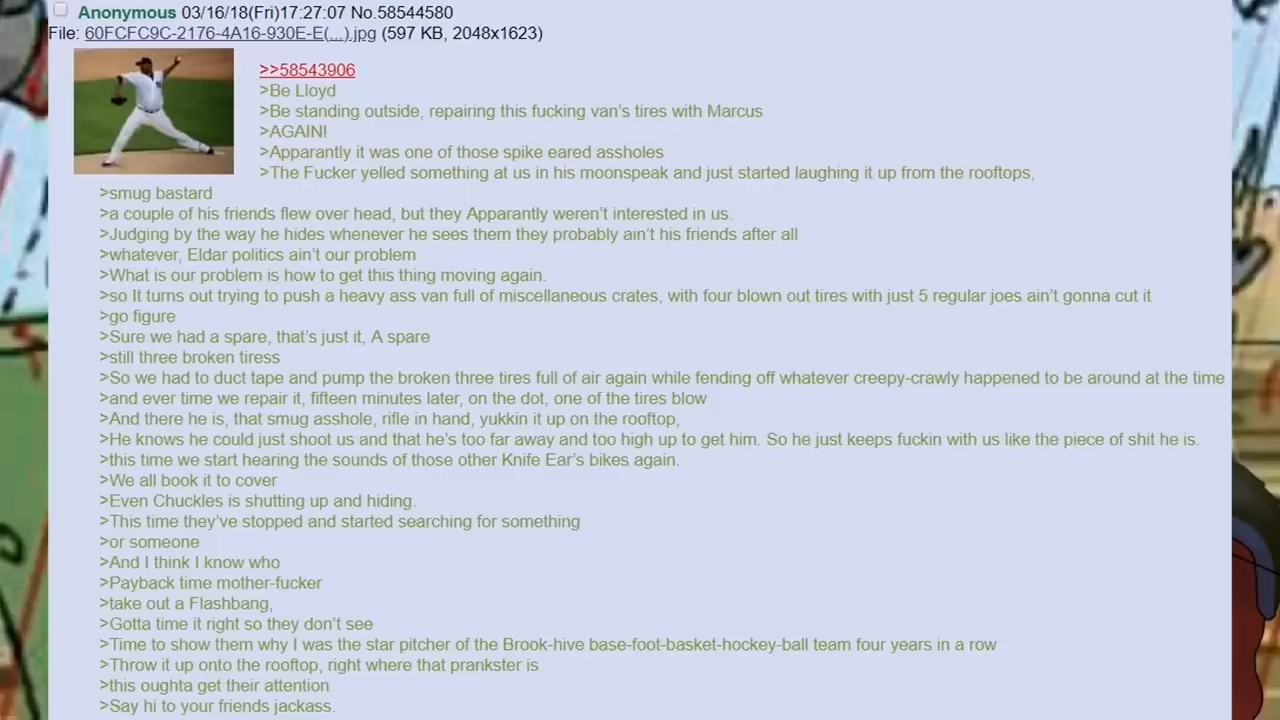 Anonymous 03/16/18(Fri)17:27:07 No.58544580
File: 60FCFC9C-2176-4A16-930E-E(...).jpg (597 KB, 2048x1623)
>>58543906
>Be Lloyd
>Be standing outside, repairing this fucking van's tires with Marcus
>AGAIN!
>Apparantly it was one of those spike eared assholes
>The Fucker yelled something at us in his moonspeak and just started laughing it up from the rooftops,
>smug bastard
>a couple of his friends flew over head, but they Apparantly weren't interested in us.
>Judging by the way he hides whenever he sees them they probably ain't his friends after all
>whatever, Eldar politics ain't our problem
>What is our problem is how to get this thing moving again.
>so It turns out trying to push a heavy ass van full of miscellaneous crates, with four blown out tires with just 5 regular joes ain't gonna cut it
>go figure
>Sure we had a spare, that's just it, A spare
>still three broken tiress
>So we had to duct tape and pump the broken three tires full of air again while fending off whatever creepy-crawly happened to be around at the time
>and ever time we repair it, fifteen minutes later, on the dot, one of the tires blow
>And there he is, that smug asshole, rifle in hand, yukkin it up on the rooftop,
>He knows he could just shoot us and that he's too far away and too high up to get him. So he just keeps fuckin with us like the piece of shit he is.
>this time we start hearing the sounds of those other Knife Ear's bikes again.
>We all book it to cover
>Even Chuckles is shutting up and hiding.
>This time they've stopped and started searching for something
>or someone
>And I think I know who
>Payback time mother-fucker
>take out a Flashbang,
>Gotta time it right so they don't see
>Time to show them why I was the star pitcher of the Brook-hive base-foot-basket-hockey-ball team four years in a row
>Throw it up onto the rooftop, right where that prankster is
>this oughta get their attention
>Say hi to your friends jackass.